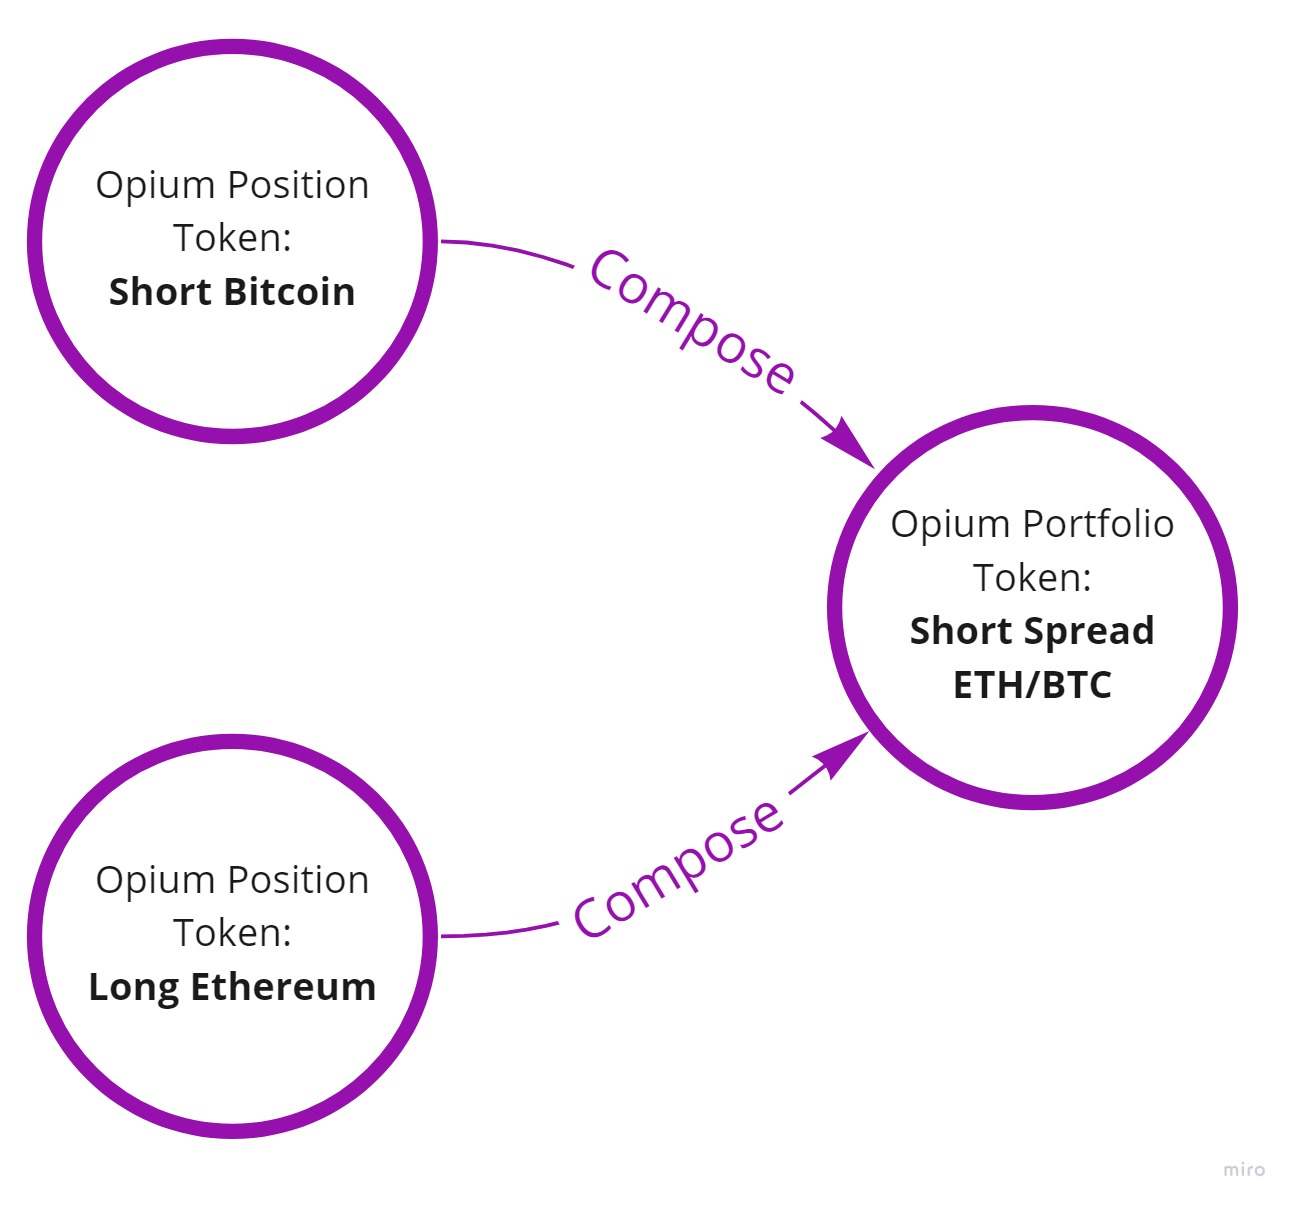 Opium Position
Token:
Short Bitcoin
Compose
Opium Portfolio
Token:
Short Spread
ETH/BTC
Compose
Opium Position
Token:
Long Ethereum
miro